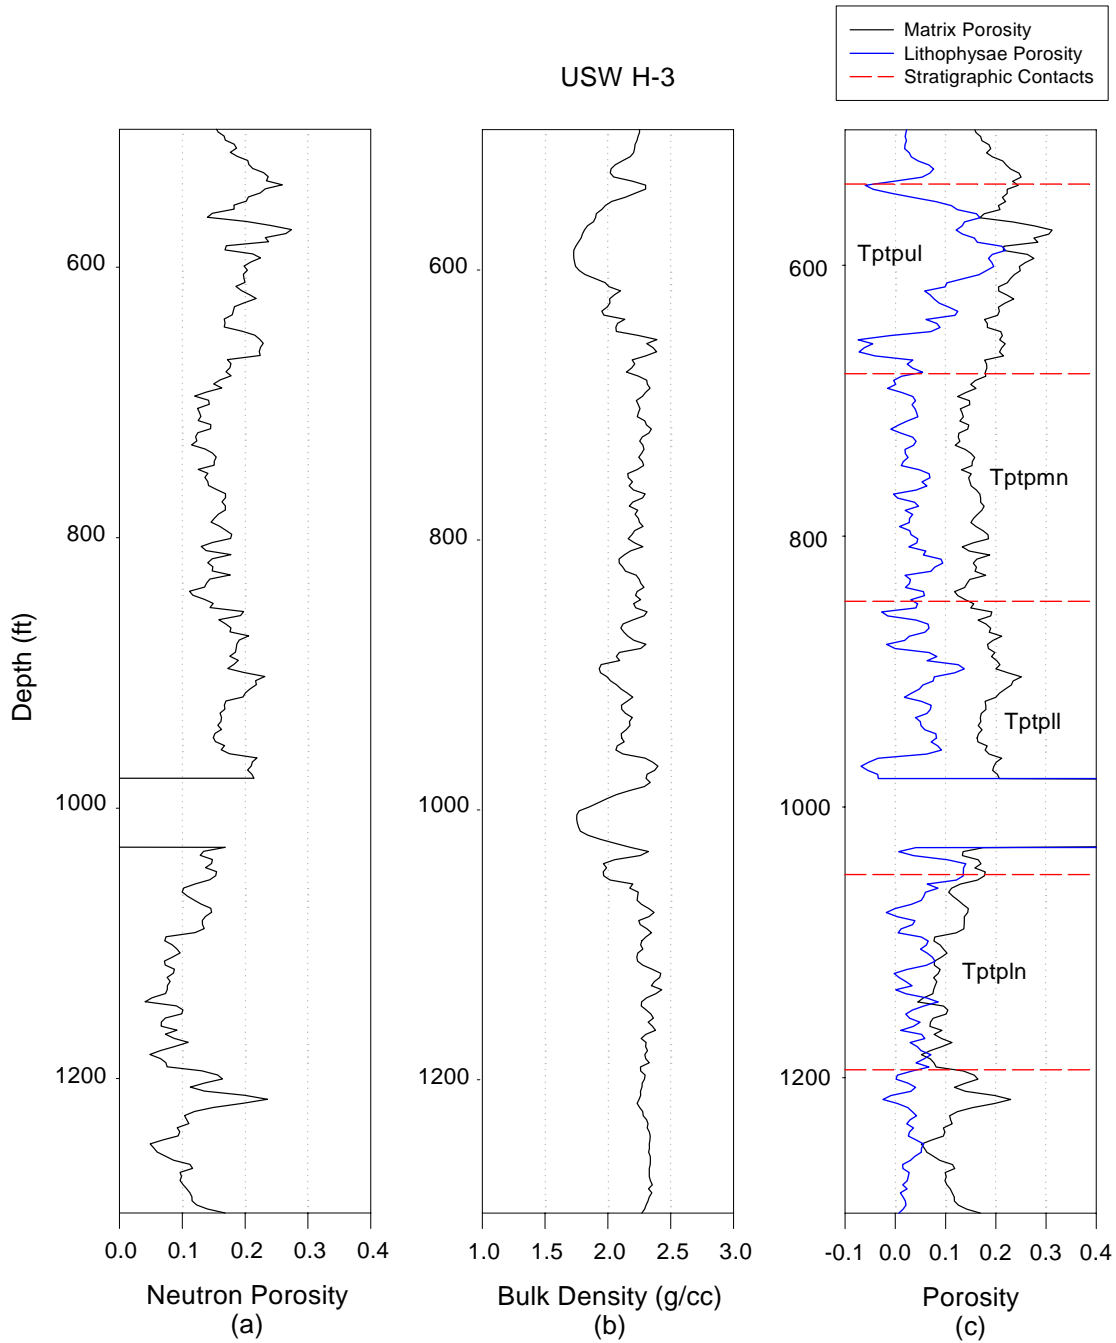 Matrix Porosity
Lithophysae Porosity
Stratigraphic Contacts
USW H-3
Depth (ft)
600
800
1000
1200
0.0 0.1 0.2 0.3 0.4
Neutron Porosity
(a)
600
800
1000
1200
1.0 1.5 2.0 2.5 3.0
Bulk Density (g/cc)
(b)
600
800
1000
1200
Tptpul
Tptpmn
Tptpll
Tptpln
-0.1 0.0 0.1 0.2 0.3 0.4
Porosity
(c)